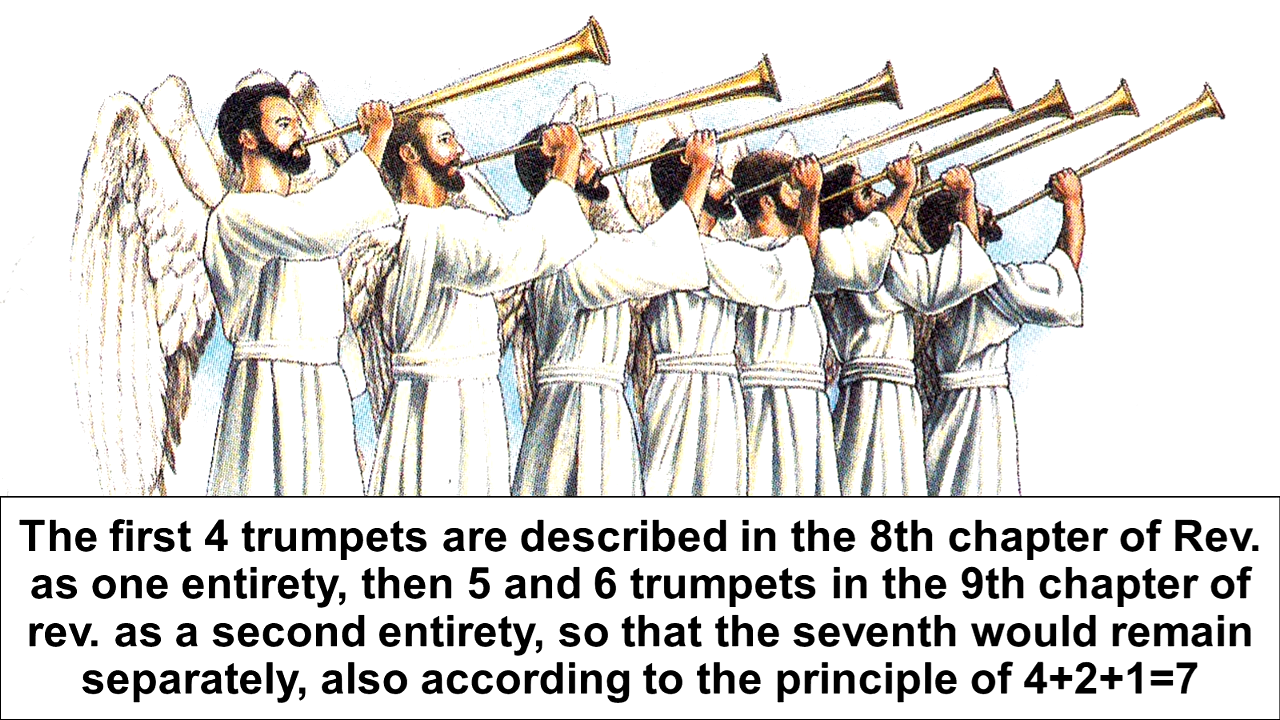 The first 4 trumpets are described in the 8th chapter of Rev.
as one entirety, then 5 and 6 trumpets in the 9th chapter of
rev. as a second entirety, so that the seventh would remain
separately, also according to the principle of 4+2+1=7